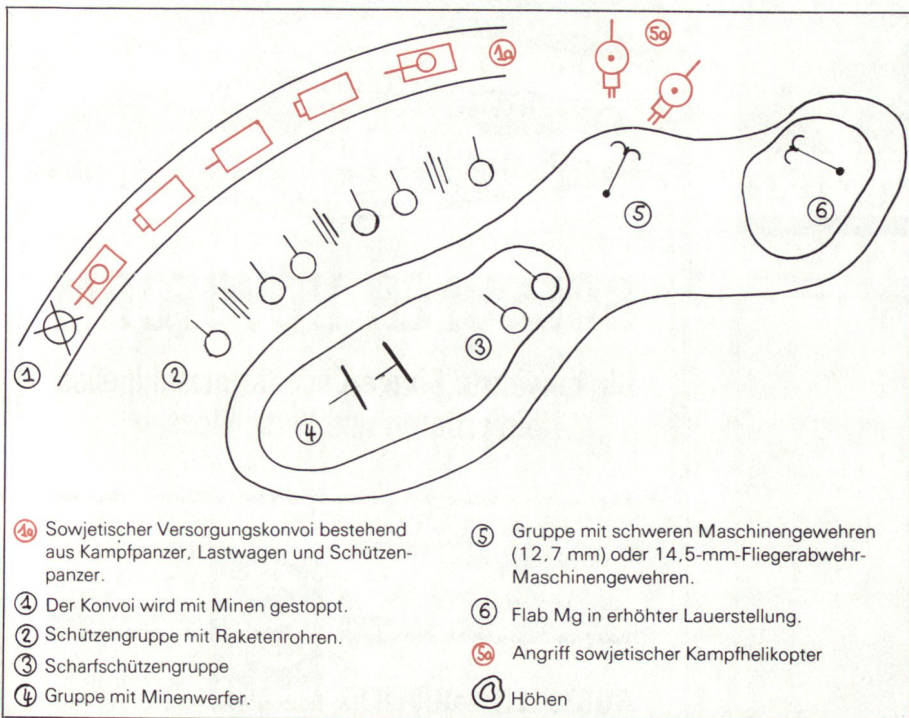 1a
5a
5
6
3
1
2
4
1a Sowjetischer Versorgungskonvoi bestehend
aus Kampfpanzer, Lastwagen und Schützen-
panzer.
1 Der Konvoi wird mit Minen gestoppt.
2 Schützengruppe mit Raketenrohren.
3 Scharfschützengruppe
4 Gruppe mit Minenwerfer.
5 Gruppe mit schweren Maschinengewehren
(12,7 mm) oder 14,5-mm-Fliegerabwehr-
Maschinengewehren.
6 Flab Mg in erhöhter Lauerstellung.
5a Angriff sowjetischer Kampfhelikopter
Höhen